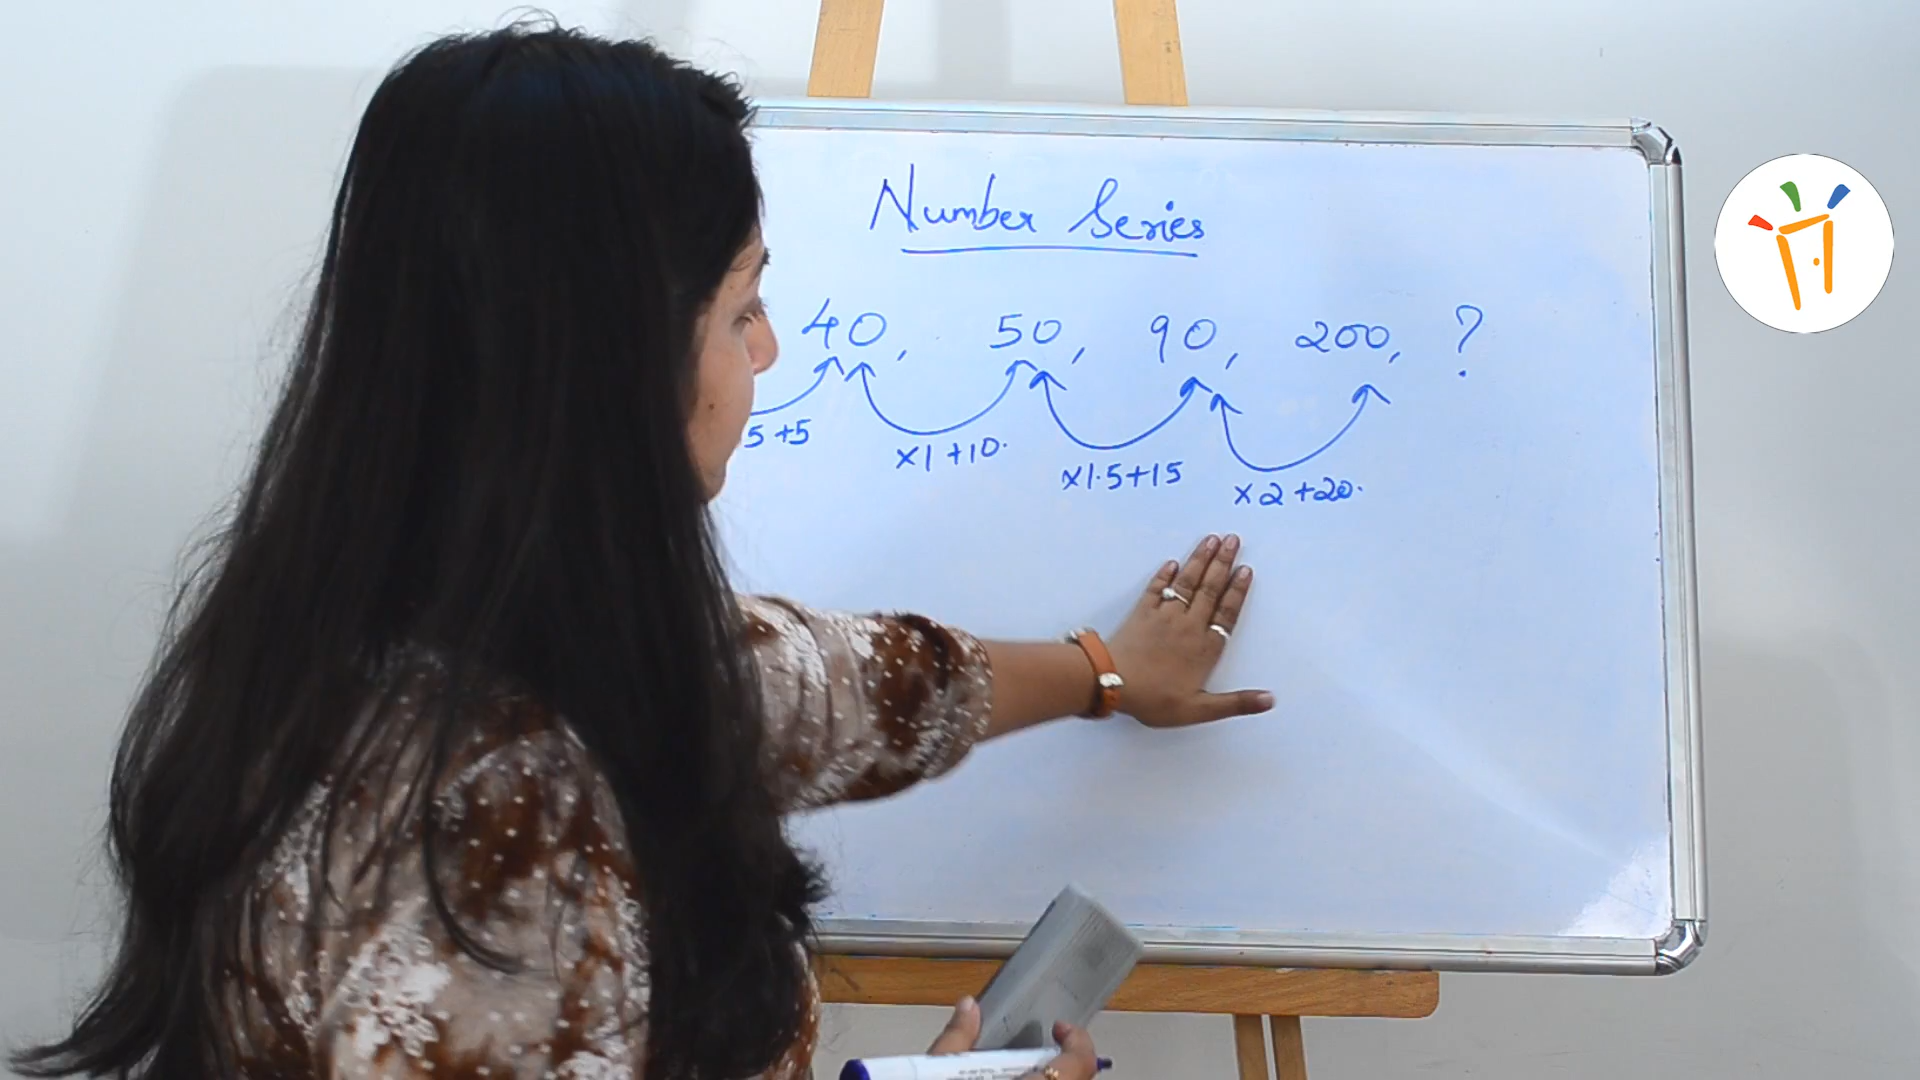 Number Series
40, 50, 90, 200, ?
5+5 ×1+10. ×1.5+15 ×2+20.